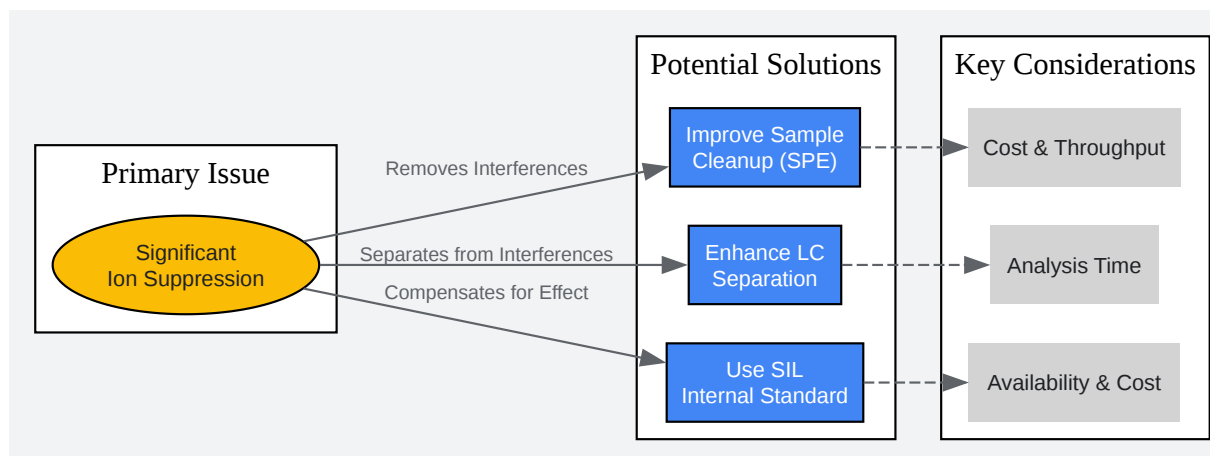 Primary Issue
Significant
Ion Suppression
Removes Interferences
Separates from Interferences
Compensates for Effect
Potential Solutions
Improve Sample
Cleanup (SPE)
Enhance LC
Separation
Use SIL
Internal Standard
Key Considerations
Cost & Throughput
Analysis Time
Availability & Cost